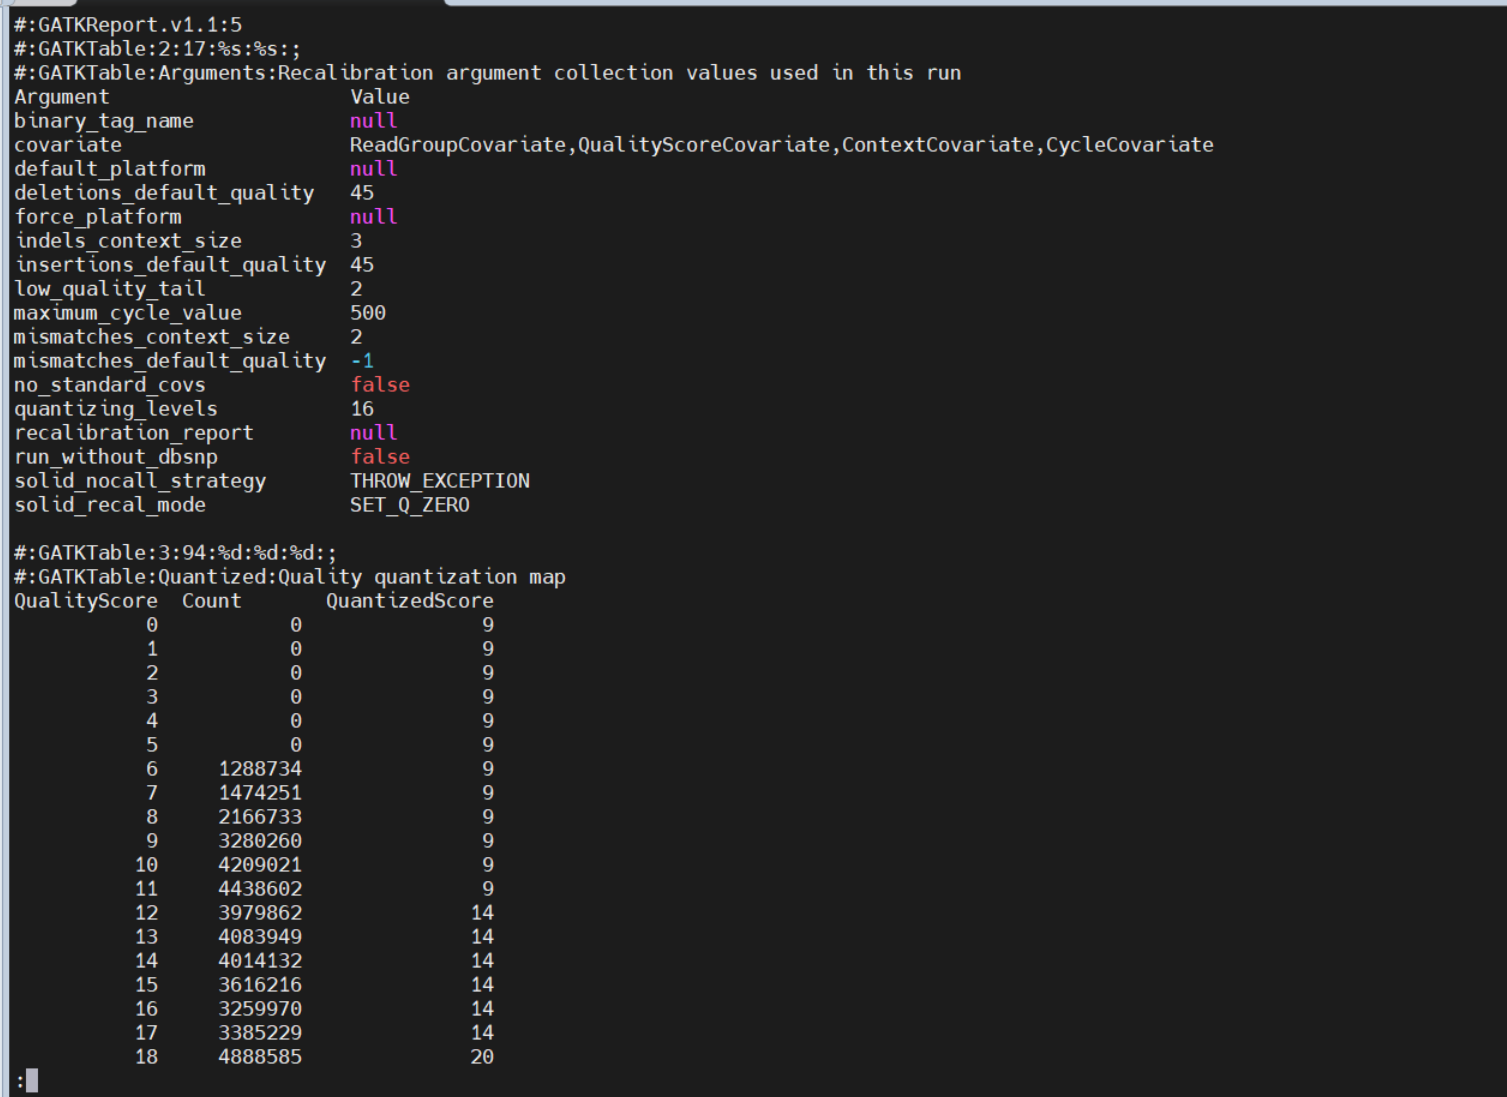 #:GATKReport.v1.1:5
#:GATKTable:2:17:%s:%s:;
#:GATKTable:Arguments:Recalibration argument collection values used in this run
Argument                    Value
binary_tag_name             null
covariate                   ReadGroupCovariate,QualityScoreCovariate,ContextCovariate,CycleCovariate
default_platform            null
deletions_default_quality   45
force_platform              null
indels_context_size         3
insertions_default_quality  45
low_quality_tail            2
maximum_cycle_value         500
mismatches_context_size     2
mismatches_default_quality  -1
no_standard_covs            false
quantizing_levels           16
recalibration_report        null
run_without_dbsnp           false
solid_nocall_strategy       THROW_EXCEPTION
solid_recal_mode            SET_Q_ZERO

#:GATKTable:3:94:%d:%d:%d:;
#:GATKTable:Quantized:Quality quantization map
QualityScore  Count       QuantizedScore
           0           0               9
           1           0               9
           2           0               9
           3           0               9
           4           0               9
           5           0               9
           6     1288734               9
           7     1474251               9
           8     2166733               9
           9     3280260               9
          10     4209021               9
          11     4438602               9
          12     3979862              14
          13     4083949              14
          14     4014132              14
          15     3616216              14
          16     3259970              14
          17     3385229              14
          18     4888585              20
: